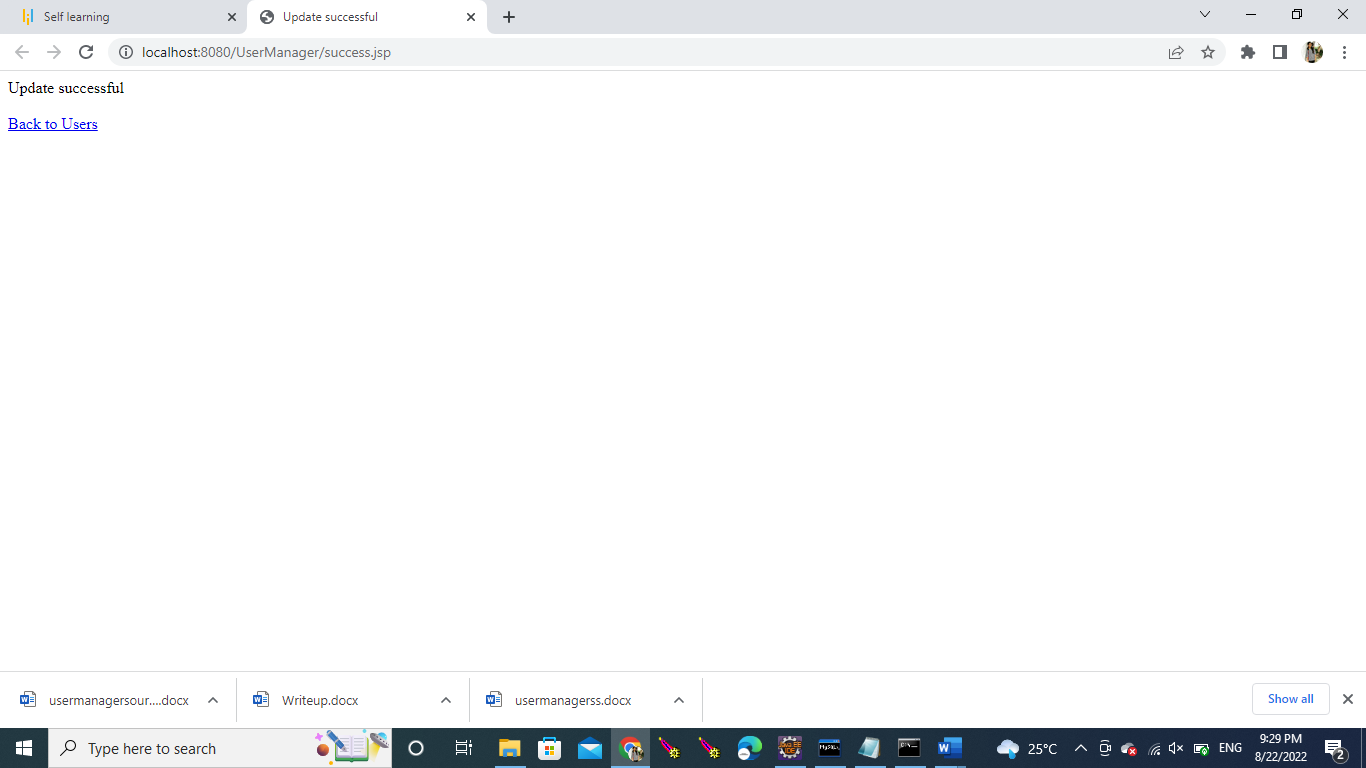 Self learning
Update successful
localhost:8080/UserManager/success.jsp
Update successful
Back to Users
usermanagersour....docx
Writeup.docx
usermanagerss.docx
Show all
Type here to search
25°C
ENG
9:29 PM
8/22/2022
2